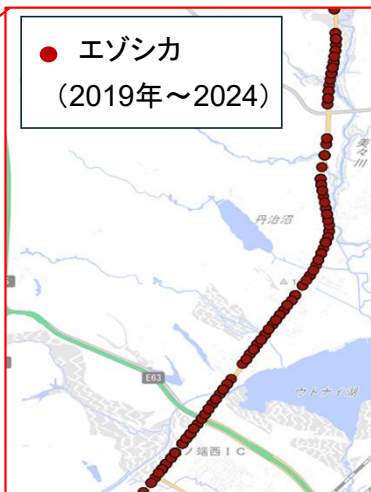 エゾシカ
（2019年～2024）
美々川
丹治沼
E63
ウトナイ湖
ノ端西IC